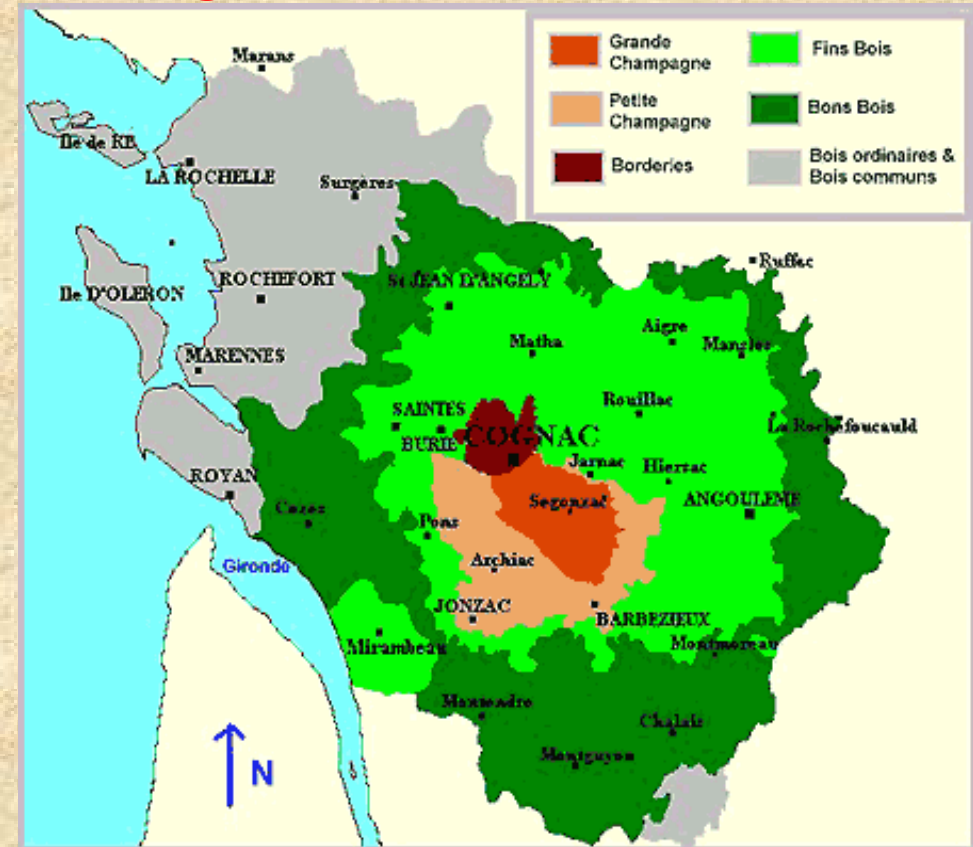 Grande
Champagne
Fins Bois
Petite
Champagne
Bons Bois
Borderies
Bois ordinaires &
Bois communs
Marans
Ile de RE
LA ROCHELLE
Surgères
Ruffec
ROCHEFORT
St JEAN D'ANGELY
Ile D'OLERON
Aigre
Matha
Mansles
MARENNES
Rouillac
SAINTES
La Rochefoucauld
COGNAC
BURIE
Jarnac
Hiersac
ROYAN
Segonzac
ANGOULEME
Cozes
Pons
Archiac
Gironde
JONZAC
BARBEZIEUX
Mirambeau
Montmoreau
Montendre
Chalais
Montguyon
N